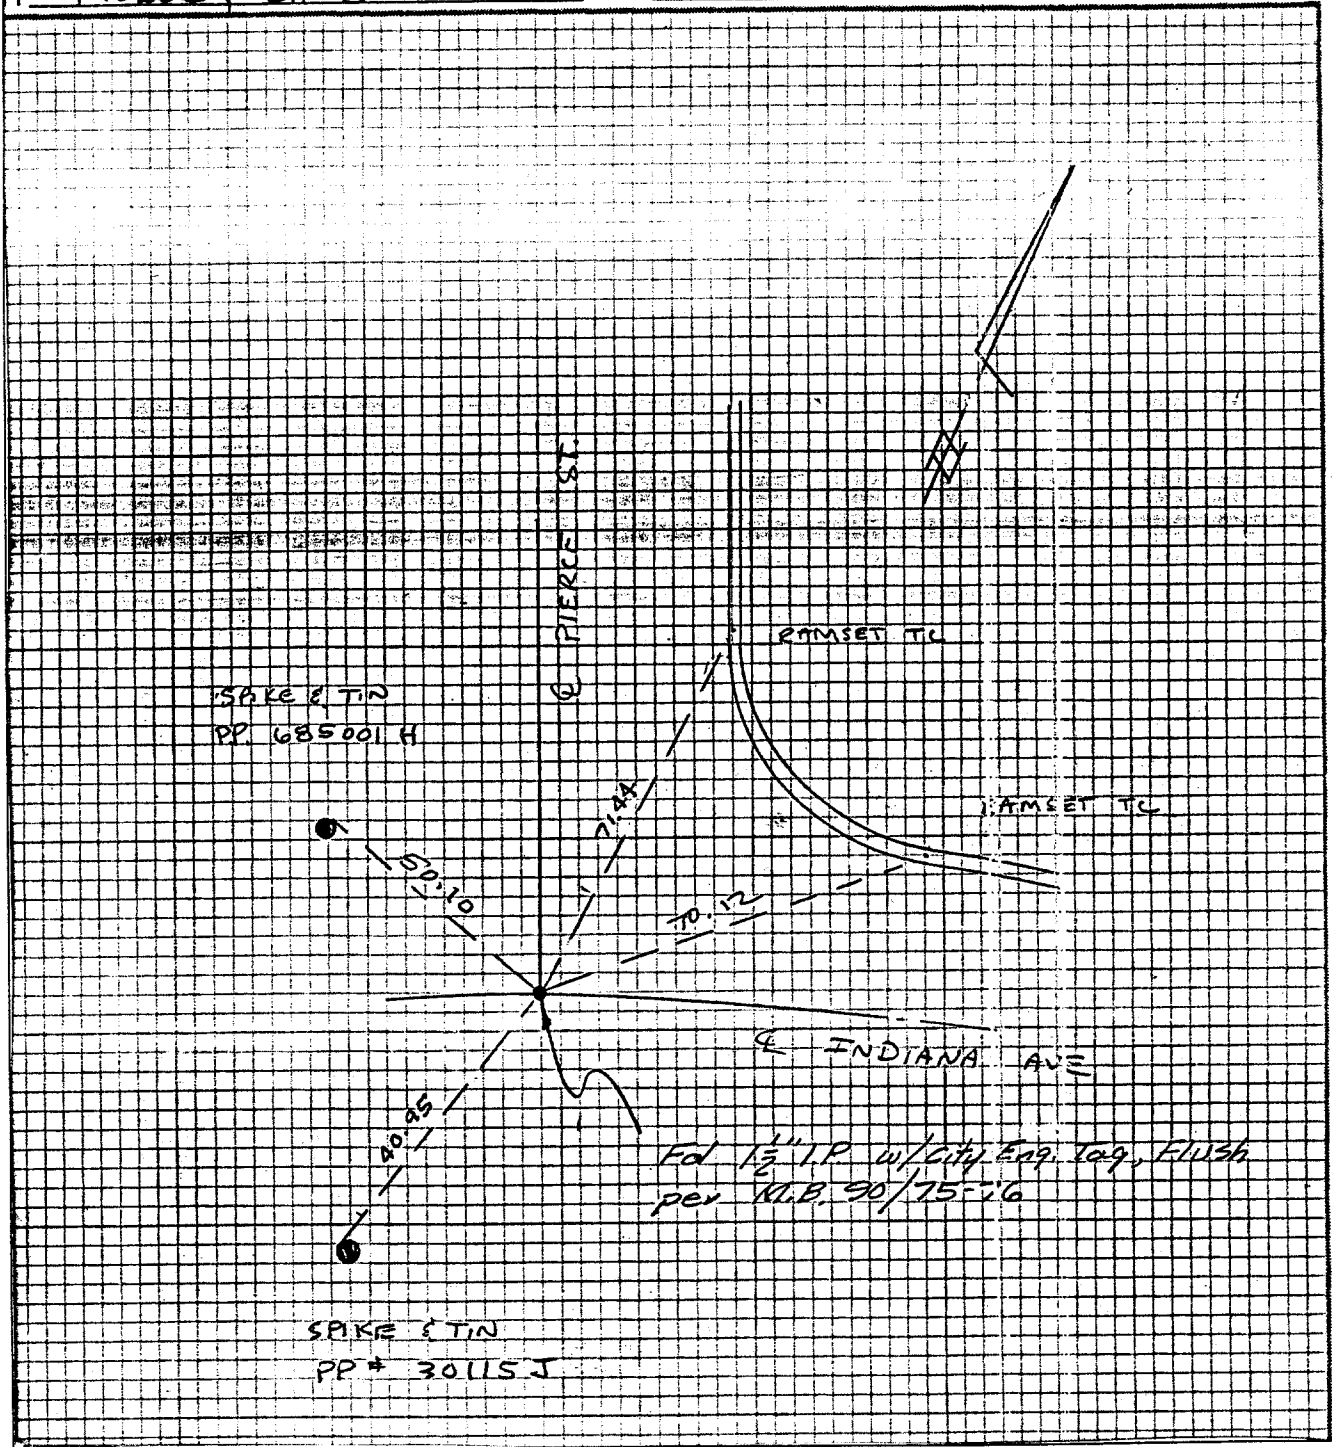 ℄ PIERCE ST.
RAMSET TC
SPIKE & TIN
PP. 685001 H
RAMSET TC
71.44
50.10
70.12
℄ INDIANA AVE
40.95
Fd 1½" I.P. w/City Eng. Tag, Flush
per M.B. 90/75-76
SPIKE & TIN
PP # 30115 J